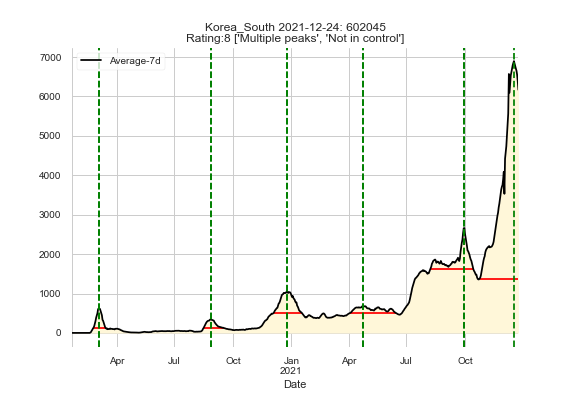 Korea_South 2021-12-24: 602045
Rating:8 ['Multiple peaks', 'Not in control']
Average-7d
7000
6000
5000
4000
3000
2000
1000
0
Apr Jul Oct Jan Apr Jul Oct
2021
Date